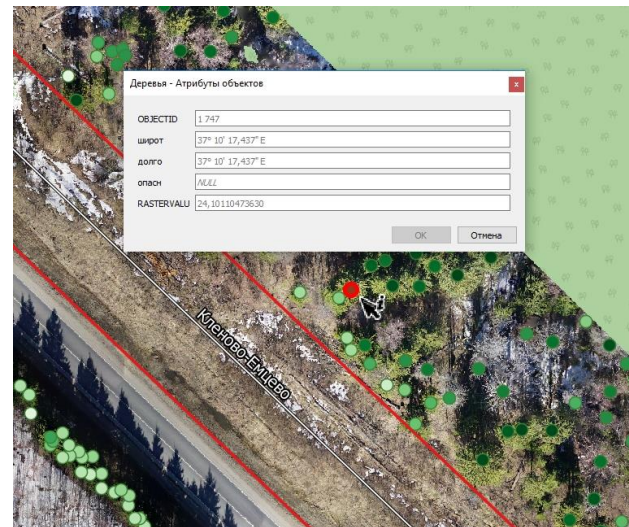 Деревья - Атрибуты объектов
x
OBJECTID 1 747
широт 37° 10' 17,437" E
долго 37° 10' 17,437" E
опасн NULL
RASTERVALU 24,10110473630
OK Отмена
Кленово-Емцево